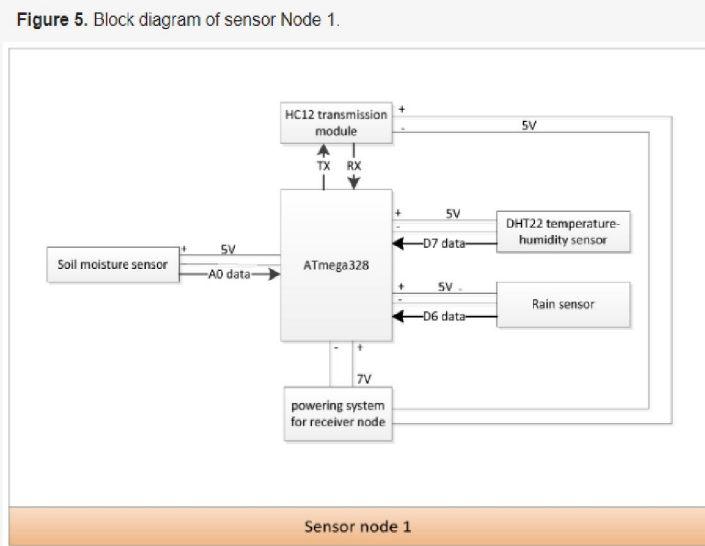 Figure 5. Block diagram of sensor Node 1.
HC12 transmission
module
+
-
5V
TX RX
+
5V
-
D7 data
DHT22 temperature-
humidity sensor
Soil moisture sensor
+
5V
A0 data
ATmega328
+
5V -
-
D6 data
Rain sensor
- +
7V
powering system
for receiver node
Sensor node 1